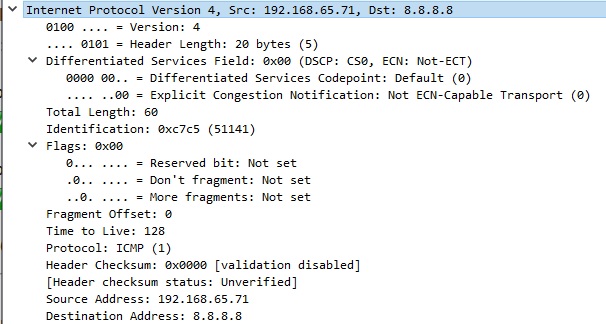 Internet Protocol Version 4, Src: 192.168.65.71, Dst: 8.8.8.8
0100 .... = Version: 4
.... 0101 = Header Length: 20 bytes (5)
Differentiated Services Field: 0x00 (DSCP: CS0, ECN: Not-ECT)
0000 00.. = Differentiated Services Codepoint: Default (0)
.... ..00 = Explicit Congestion Notification: Not ECN-Capable Transport (0)
Total Length: 60
Identification: 0xc7c5 (51141)
Flags: 0x00
0... .... = Reserved bit: Not set
.0.. .... = Don't fragment: Not set
..0. .... = More fragments: Not set
Fragment Offset: 0
Time to Live: 128
Protocol: ICMP (1)
Header Checksum: 0x0000 [validation disabled]
[Header checksum status: Unverified]
Source Address: 192.168.65.71
Destination Address: 8.8.8.8